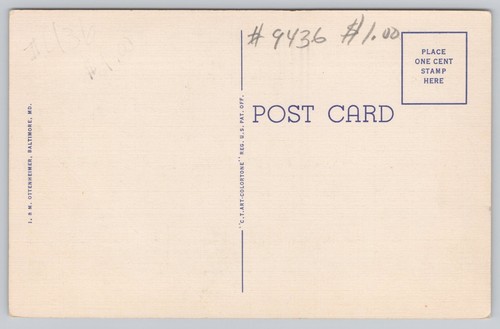 # 9436 $1.00
PLACE
ONE CENT
STAMP
HERE
POST CARD
I. & M. OTTENHEIMER, BALTIMORE, MD.
"C.T. ART-COLORTONE" REG. U.S. PAT. OFF.